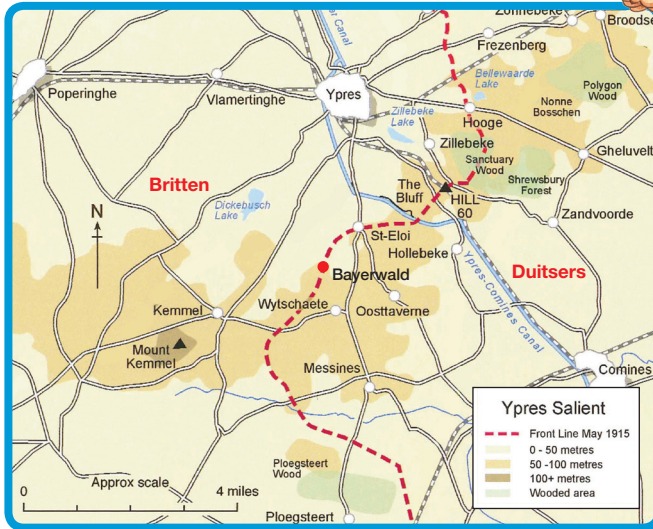 Zonnebeke
Broodse
Frezenberg
Canal
Bellewaarde
Lake
Polygon
Wood
Poperinghe
Vlamertinghe
Ypres
Zillebeke
Lake
Nonne
Bosschen
Hooge
Zillebeke
Gheluvelt
Sanctuary
Wood
Britten
The
Bluff
Shrewsbury
Forest
HILL
60
N
Dickebusch
Lake
St-Eloi
Zandvoorde
Hollebeke
Duitsers
Bayerwald
Ypres-Comines Canal
Kemmel
Wytschaete
Oosttaverne
Mount
Kemmel
Messines
Comines
Ypres Salient
Front Line May 1915
0 - 50 metres
50 -100 metres
100+ metres
Wooded area
Ploegsteert
Wood
Approx scale
0
4 miles
Ploegsteert